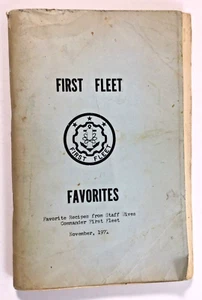 FIRST FLEET
FIRST FLEET
FAVORITES
Favorite Recipes from Staff Wives
Commander First Fleet
November, 197